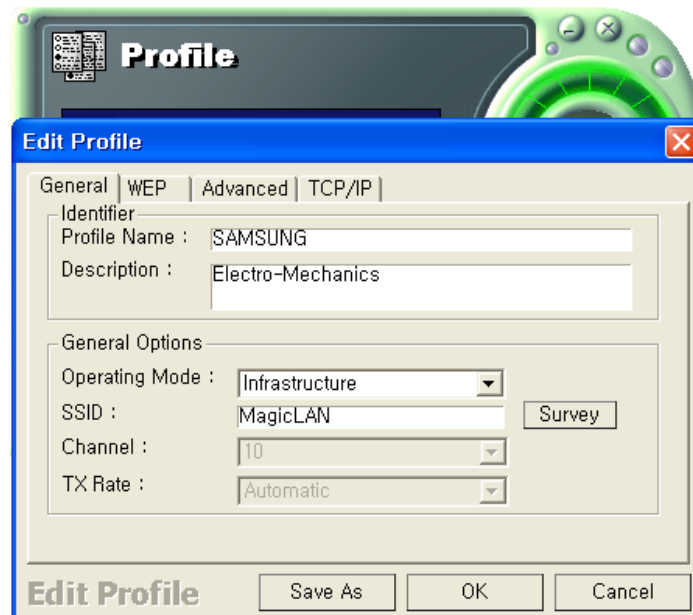 Profile
Edit Profile
General WEP Advanced TCP/IP
Identifier
Profile Name : SAMSUNG
Description : Electro-Mechanics
General Options
Operating Mode : Infrastructure
SSID : MagicLAN Survey
Channel : 10
TX Rate : Automatic
Edit Profile Save As OK Cancel